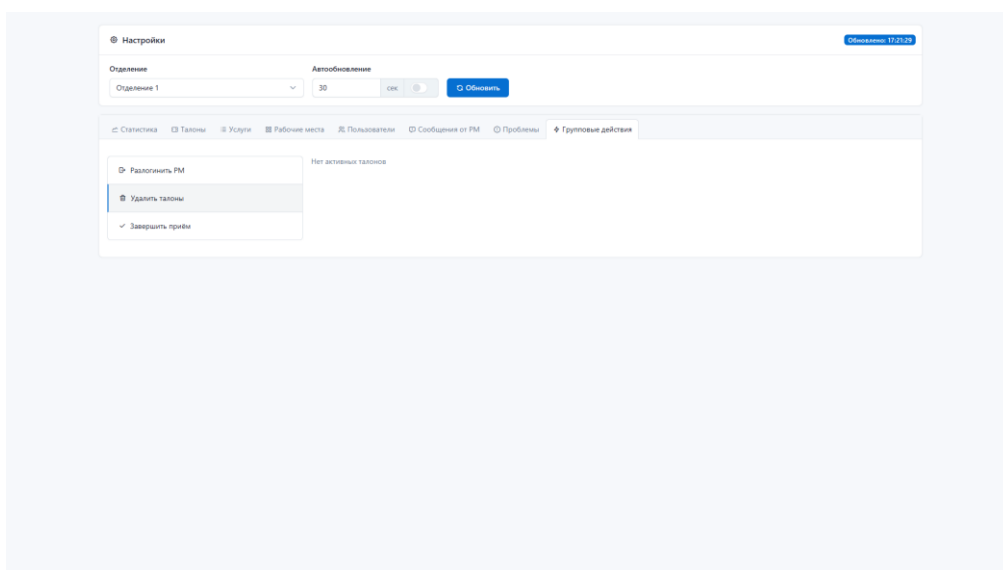 Настройки
Обновлено: 17:21:29
Отделение
Автообновление
Отделение 1
30
сек
Обновить
Статистика
Талоны
Услуги
Рабочие места
Пользователи
Сообщения от РМ
Проблемы
Групповые действия
Разлогинить РМ
Нет активных талонов
Удалить талоны
Завершить приём